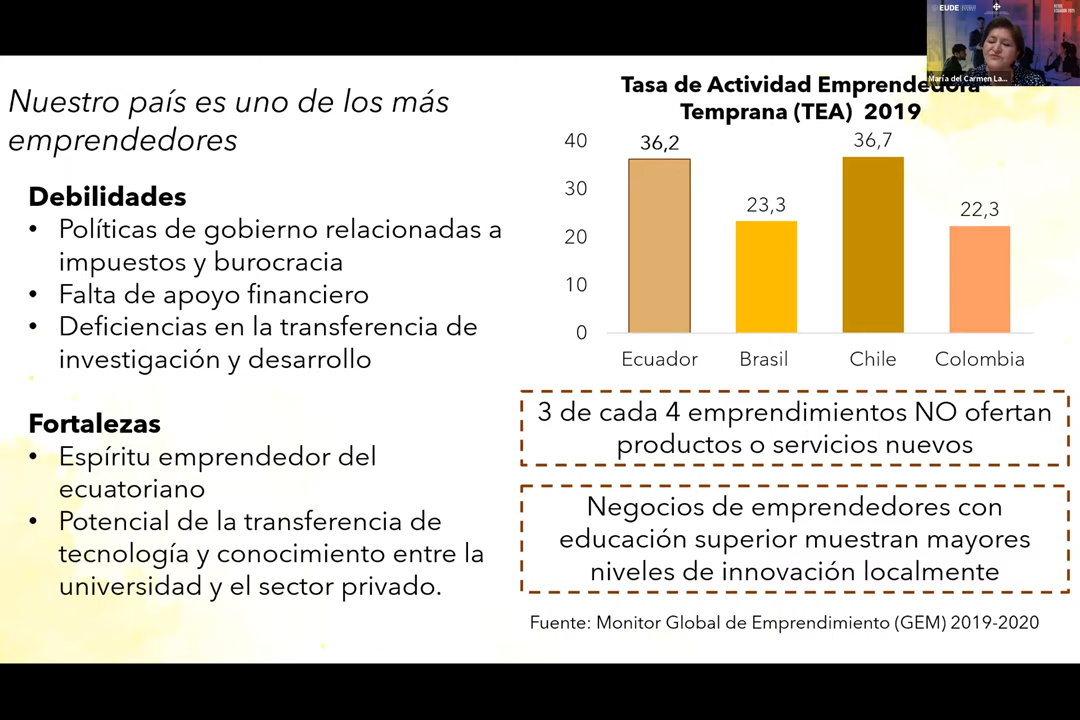 EUDE
María del Carmen La...
Nuestro país es uno de los más
emprendedores
Debilidades
• Políticas de gobierno relacionadas a
impuestos y burocracia
• Falta de apoyo financiero
• Deficiencias en la transferencia de
investigación y desarrollo
Fortalezas
• Espíritu emprendedor del
ecuatoriano
• Potencial de la transferencia de
tecnología y conocimiento entre la
universidad y el sector privado.
Tasa de Actividad Emprendedora
Temprana (TEA) 2019
40
30
20
10
0
36,2
23,3
36,7
22,3
Ecuador
Brasil
Chile
Colombia
3 de cada 4 emprendimientos NO ofertan
productos o servicios nuevos
Negocios de emprendedores con
educación superior muestran mayores
niveles de innovación localmente
Fuente: Monitor Global de Emprendimiento (GEM) 2019-2020